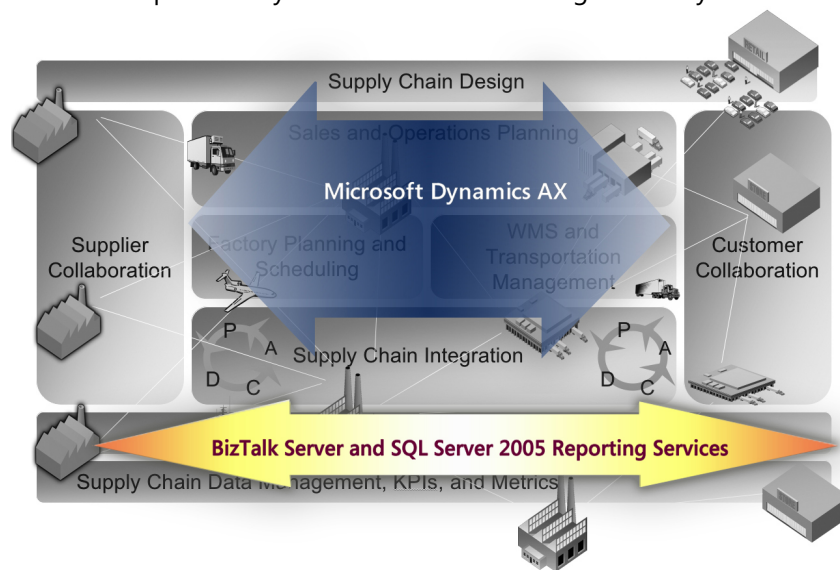 Supply Chain Design
RETAIL
Sales and Operations Planning
Microsoft Dynamics AX
Supplier
Collaboration
Factory Planning and
Scheduling
WMS and
Transportation
Management
Customer
Collaboration
P
A
D
C
Supply Chain Integration
P
A
D
C
BizTalk Server and SQL Server 2005 Reporting Services
Supply Chain Data Management, KPIs, and Metrics